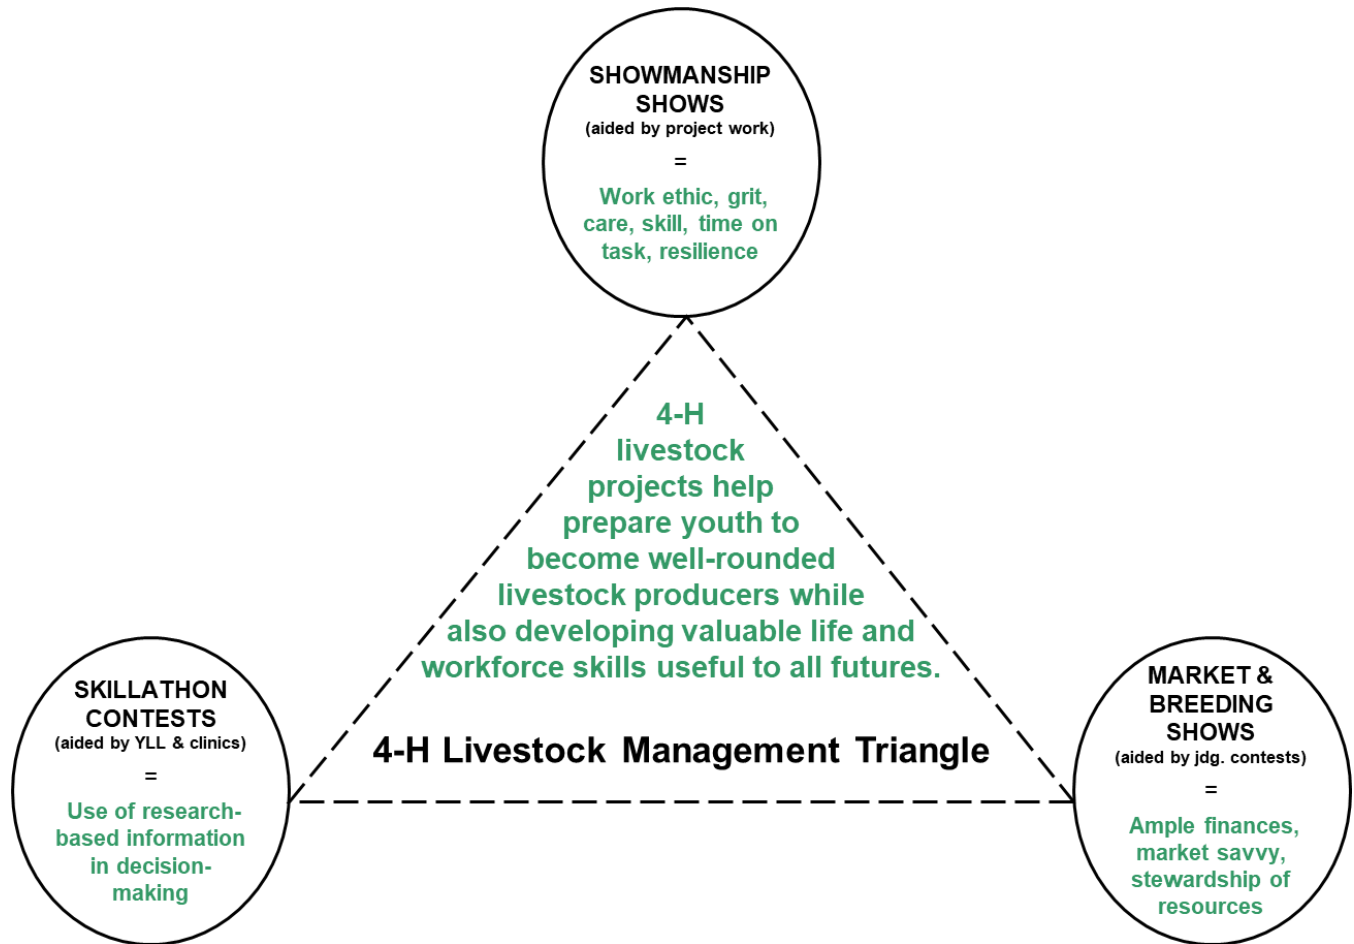 SHOWMANSHIP
SHOWS
(aided by project work)
=
Work ethic, grit,
care, skill, time on
task, resilience
4-H
livestock
projects help
prepare youth to
become well-rounded
livestock producers while
also developing valuable life and
workforce skills useful to all futures.
4-H Livestock Management Triangle
SKILLATHON
CONTESTS
(aided by YLL & clinics)
=
Use of research-
based information
in decision-
making
MARKET &
BREEDING
SHOWS
(aided by jdg. contests)
=
Ample finances,
market savvy,
stewardship of
resources